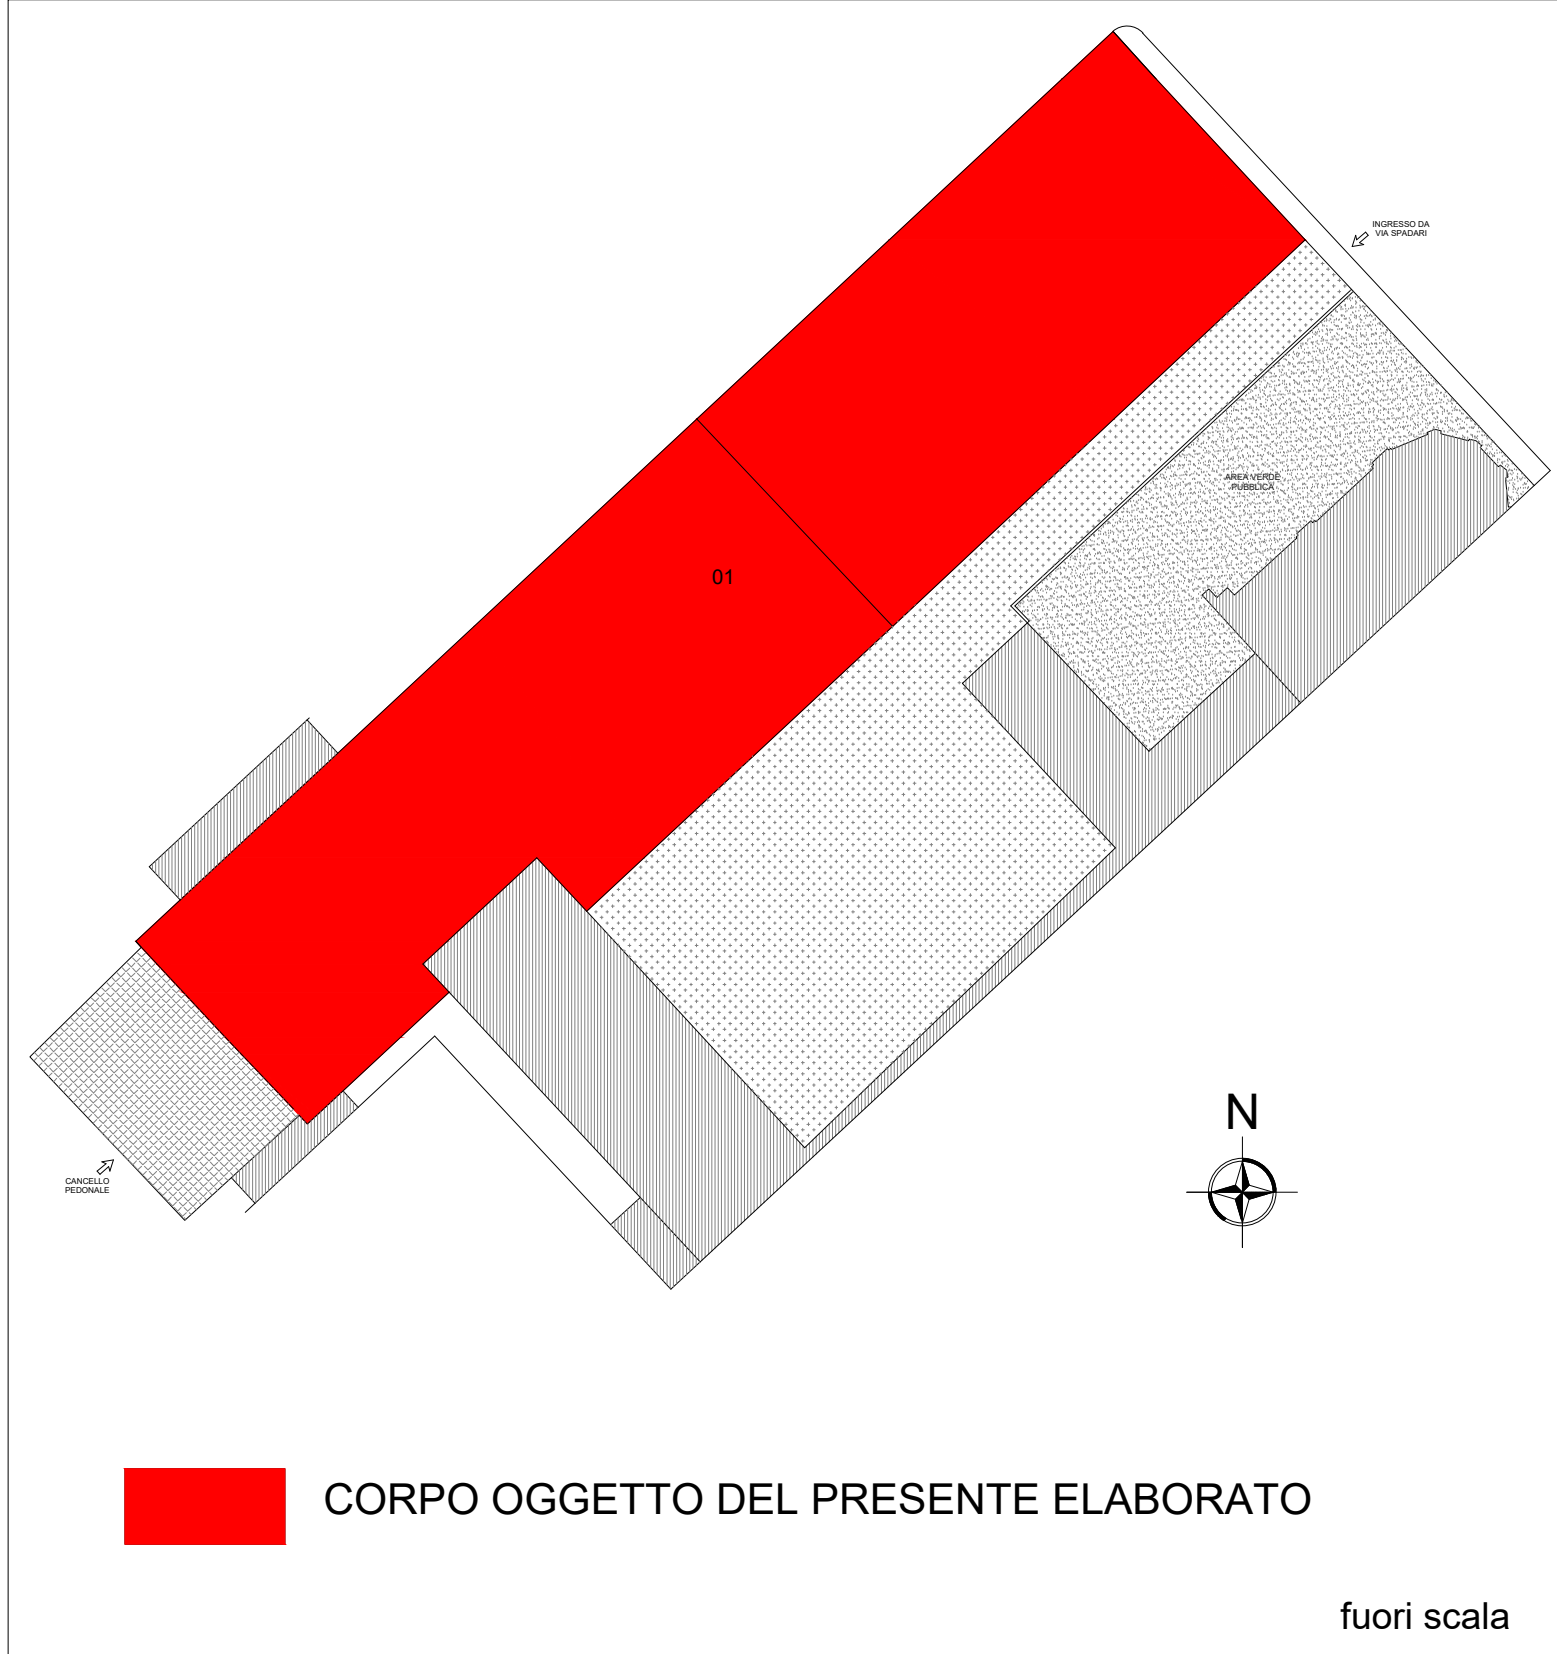 INGRESSO DA
VIA SPADARI
AREA VERDE
PUBBLICA
01
CANCELLO
PEDONALE
N
CORPO OGGETTO DEL PRESENTE ELABORATO
fuori scala